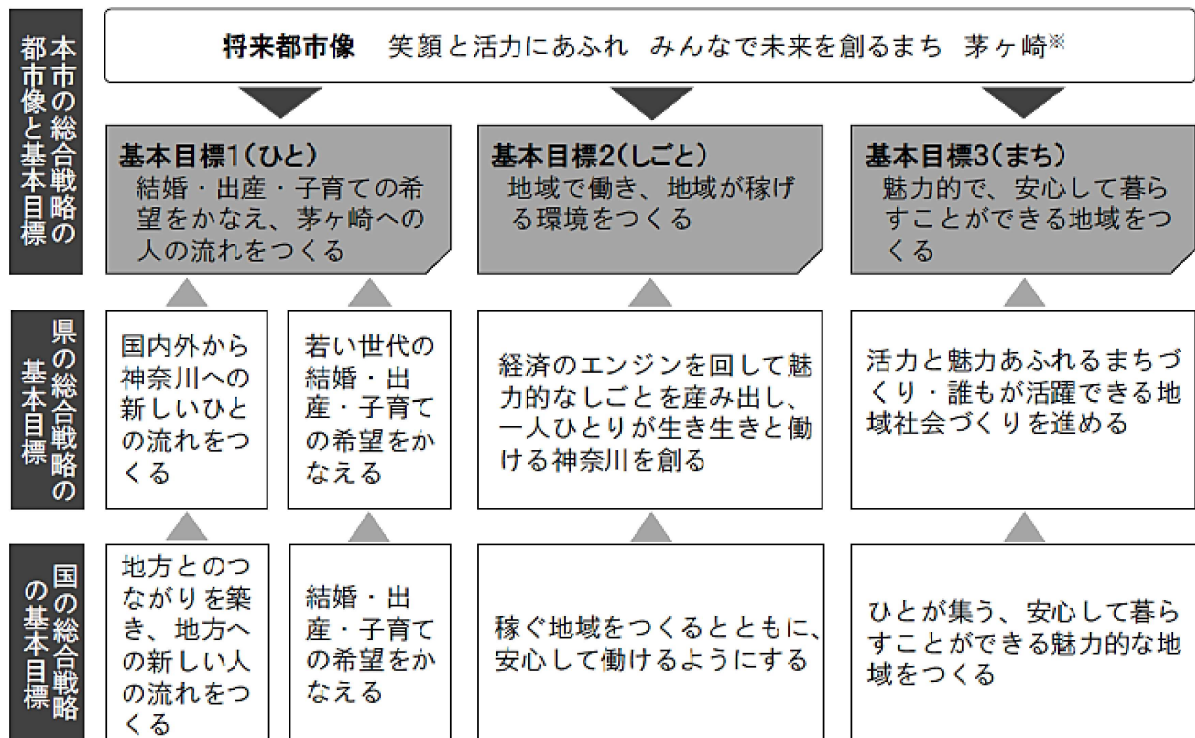 本市の総合戦略の
都市像と基本目標
将来都市像　笑顔と活力にあふれ　みんなで未来を創るまち　茅ヶ崎※
基本目標1(ひと)
結婚・出産・子育ての希
望をかなえ、茅ヶ崎への
人の流れをつくる
基本目標2(しごと)
地域で働き、地域が稼げ
る環境をつくる
基本目標3(まち)
魅力的で、安心して暮ら
すことができる地域をつ
くる
県の総合戦略の
基本目標
国内外から
神奈川への
新しいひと
の流れをつ
くる
若い世代の
結婚・出
産・子育て
の希望をか
なえる
経済のエンジンを回して魅
力的なしごとを産み出し、
一人ひとりが生き生きと働
ける神奈川を創る
活力と魅力あふれるまちづ
くり・誰もが活躍できる地
域社会づくりを進める
国の総合戦略
の基本目標
地方とのつ
ながりを築
き、地方へ
の新しい人
の流れをつ
くる
結婚・出
産・子育て
の希望をか
なえる
稼ぐ地域をつくるとともに、
安心して働けるようにする
ひとが集う、安心して暮ら
すことができる魅力的な地
域をつくる